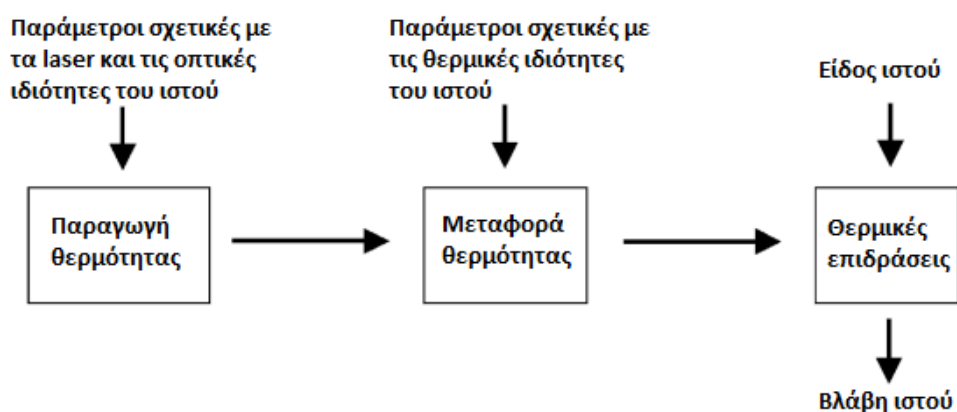 Παράμετροι σχετικές με
τα laser και τις οπτικές
ιδιότητες του ιστού
Παράμετροι σχετικές με
τις θερμικές ιδιότητες
του ιστού
Είδος ιστού
Παραγωγή
θερμότητας
Μεταφορά
θερμότητας
Θερμικές
επιδράσεις
Βλάβη ιστού